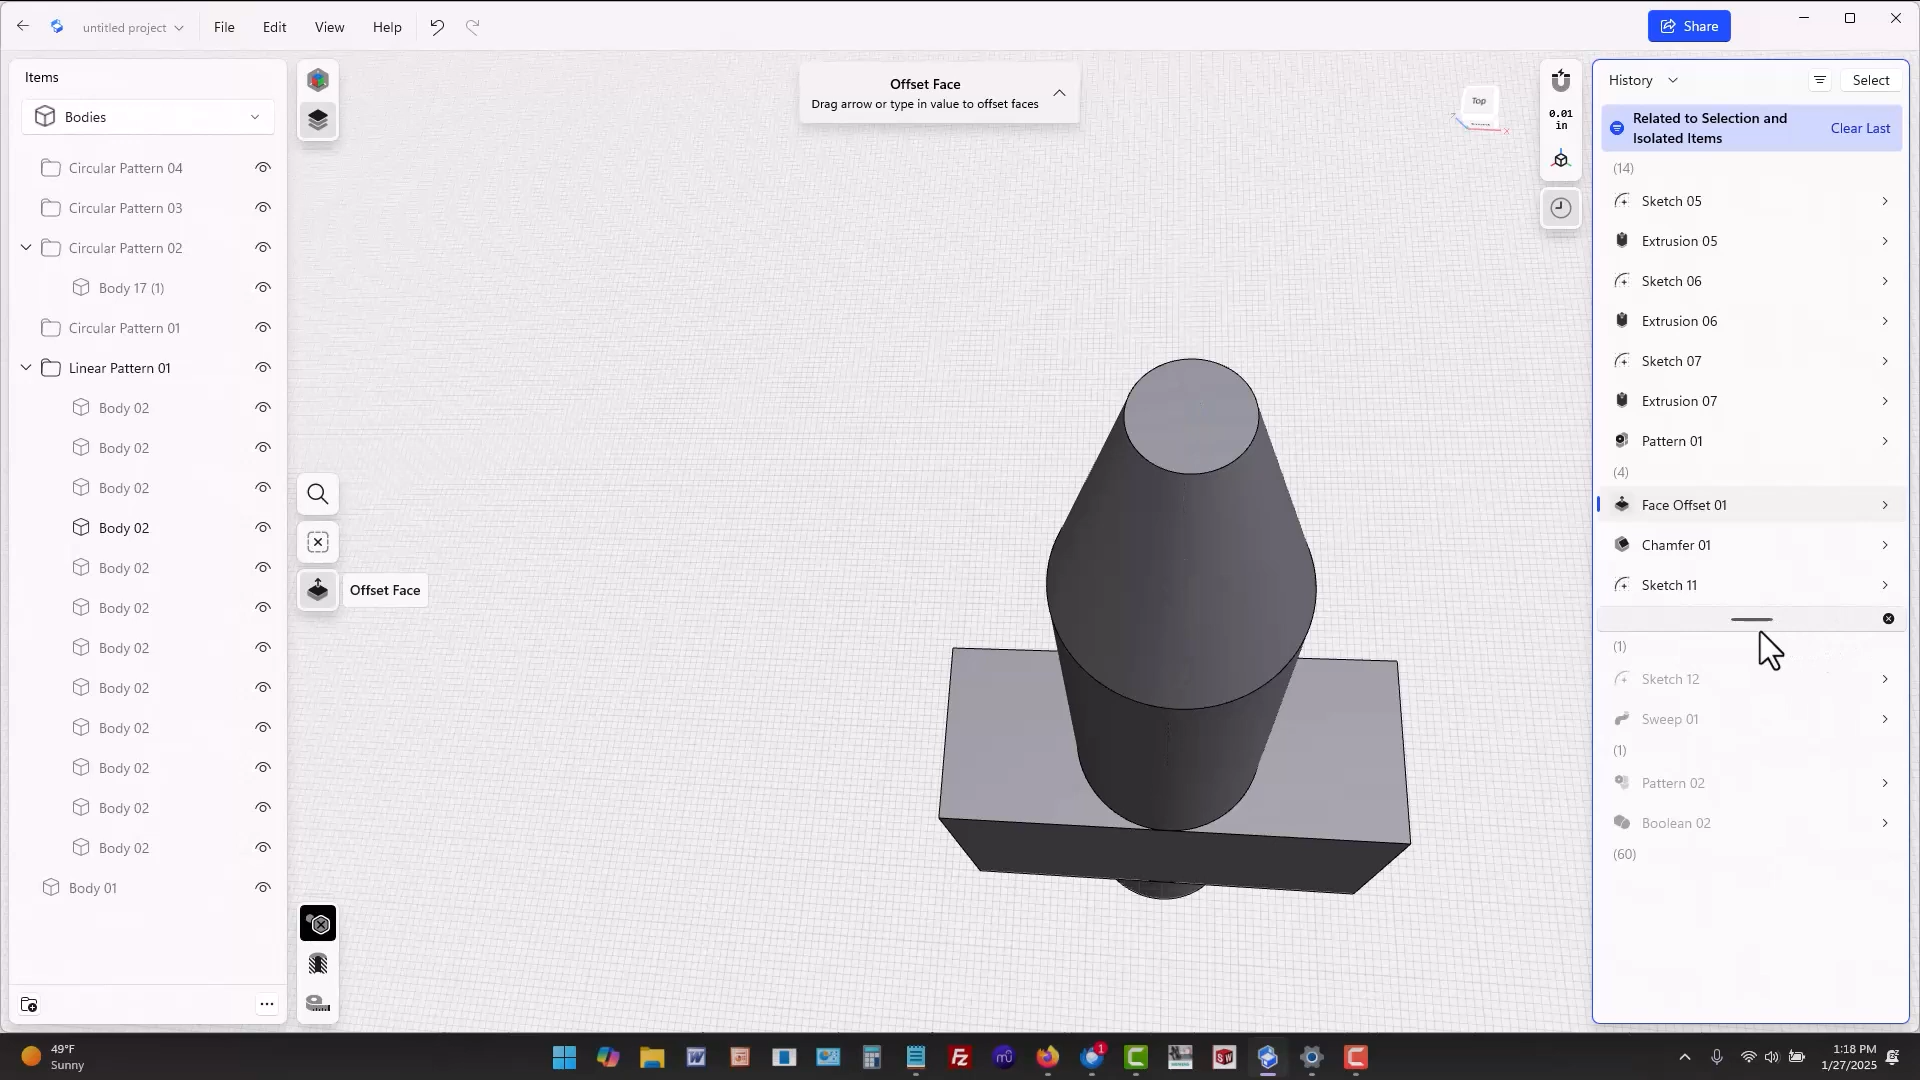 untitled project
File
Edit
View
Help
Share
Items
Bodies
Circular Pattern 04
Circular Pattern 03
Circular Pattern 02
Body 17 (1)
Circular Pattern 01
Linear Pattern 01
Body 02
Body 02
Body 02
Body 02
Body 02
Body 02
Body 02
Body 02
Body 02
Body 02
Body 02
Body 02
Body 01
Offset Face
Offset Face
Drag arrow or type in value to offset faces
Top
X
0.01
in
History
Select
Related to Selection and
Isolated Items
Clear Last
(14)
Sketch 05
Extrusion 05
Sketch 06
Extrusion 06
Sketch 07
Extrusion 07
Pattern 01
(4)
Face Offset 01
Chamfer 01
Sketch 11
(1)
Sketch 12
Sweep 01
(1)
Pattern 02
Boolean 02
(60)
49°F
Sunny
1
1:18 PM
1/27/2025